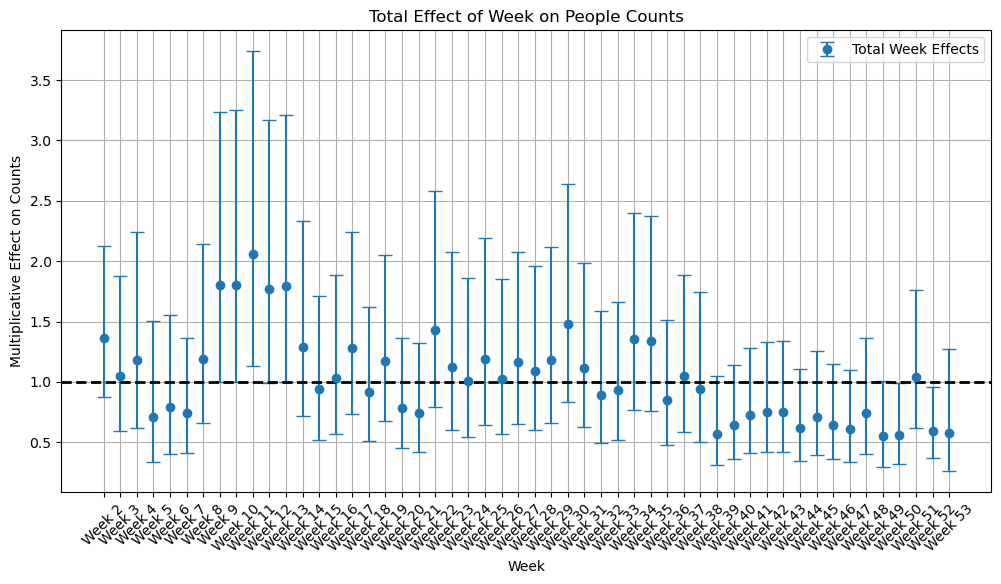 Total Effect of Week on People Counts
Total Week Effects
Multiplicative Effect on Counts
3.5
3.0
2.5
2.0
1.5
1.0
0.5
Week 2
Week 3
Week 4
Week 5
Week 6
Week 7
Week 8
Week 9
Week 10
Week 11
Week 12
Week 13
Week 14
Week 15
Week 16
Week 17
Week 18
Week 19
Week 20
Week 21
Week 22
Week 23
Week 24
Week 25
Week 26
Week 27
Week 28
Week 29
Week 30
Week 31
Week 32
Week 33
Week 34
Week 35
Week 36
Week 37
Week 38
Week 39
Week 40
Week 41
Week 42
Week 43
Week 44
Week 45
Week 46
Week 47
Week 48
Week 49
Week 50
Week 51
Week 52
Week 53
Week